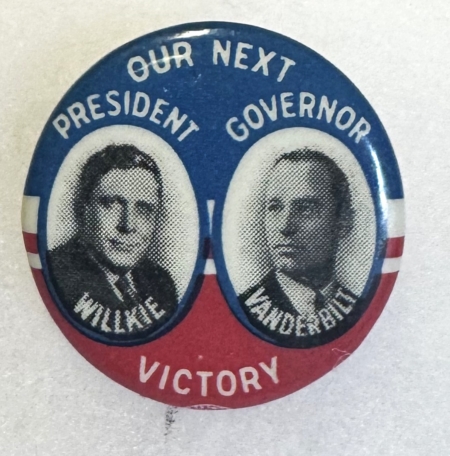 OUR NEXT
PRESIDENT GOVERNOR
WILLKIE VANDERBILT
VICTORY